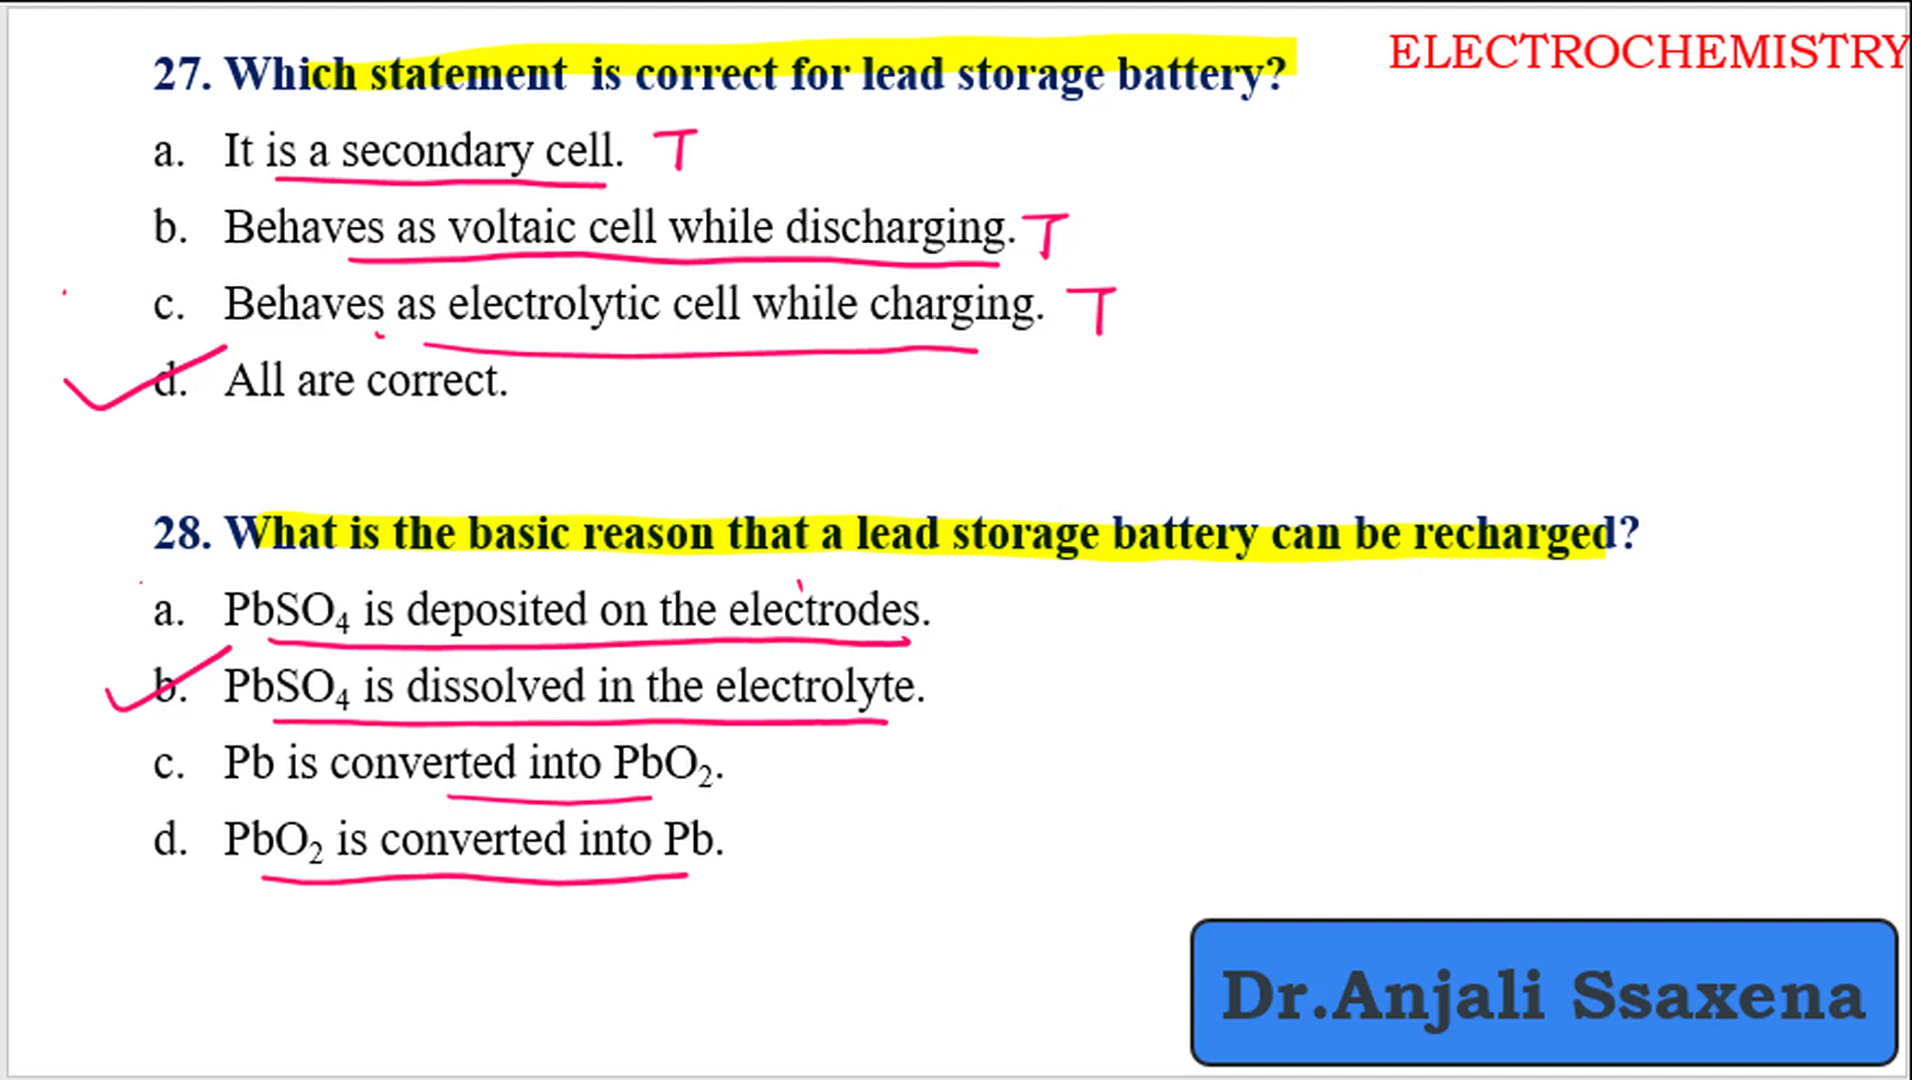 ELECTROCHEMISTRY
27. Which statement is correct for lead storage battery?
a. It is a secondary cell. T
b. Behaves as voltaic cell while discharging. T
c. Behaves as electrolytic cell while charging. T
d. All are correct.
28. What is the basic reason that a lead storage battery can be recharged?
a. PbSO₄ is deposited on the electrodes.
b. PbSO₄ is dissolved in the electrolyte.
c. Pb is converted into PbO₂.
d. PbO₂ is converted into Pb.
Dr.Anjali Ssaxena